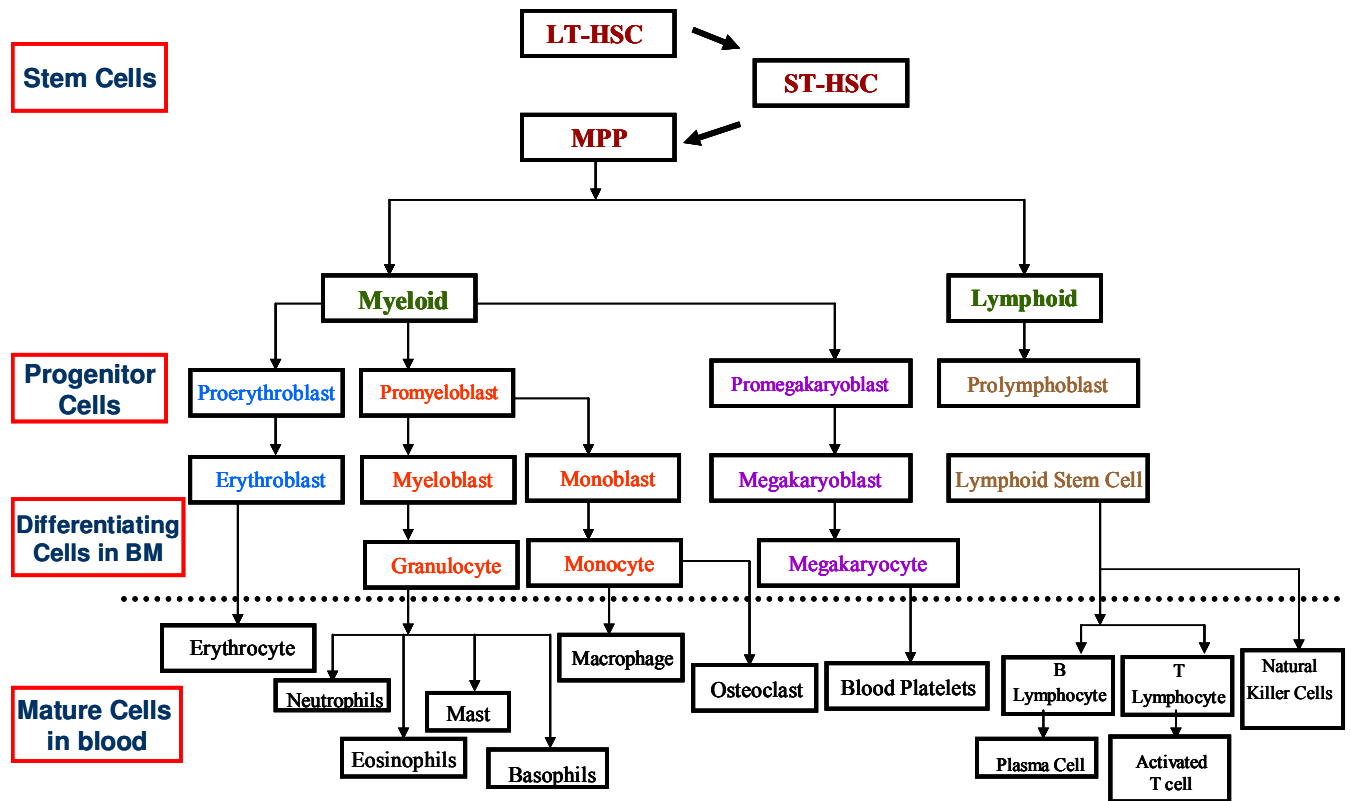 LT-HSC
Stem Cells
ST-HSC
MPP
Myeloid
Lymphoid
Progenitor
Cells
Proerythroblast
Promyeloblast
Promegakaryoblast
Prolymphoblast
Erythroblast
Myeloblast
Monoblast
Megakaryoblast
Lymphoid Stem Cell
Differentiating
Cells in BM
Granulocyte
Monocyte
Megakaryocyte
Erythrocyte
Macrophage
Osteoclast
Blood Platelets
B
Lymphocyte
T
Lymphocyte
Natural
Killer Cells
Mature Cells
in blood
Neutrophils
Mast
Eosinophils
Basophils
Plasma Cell
Activated
T cell